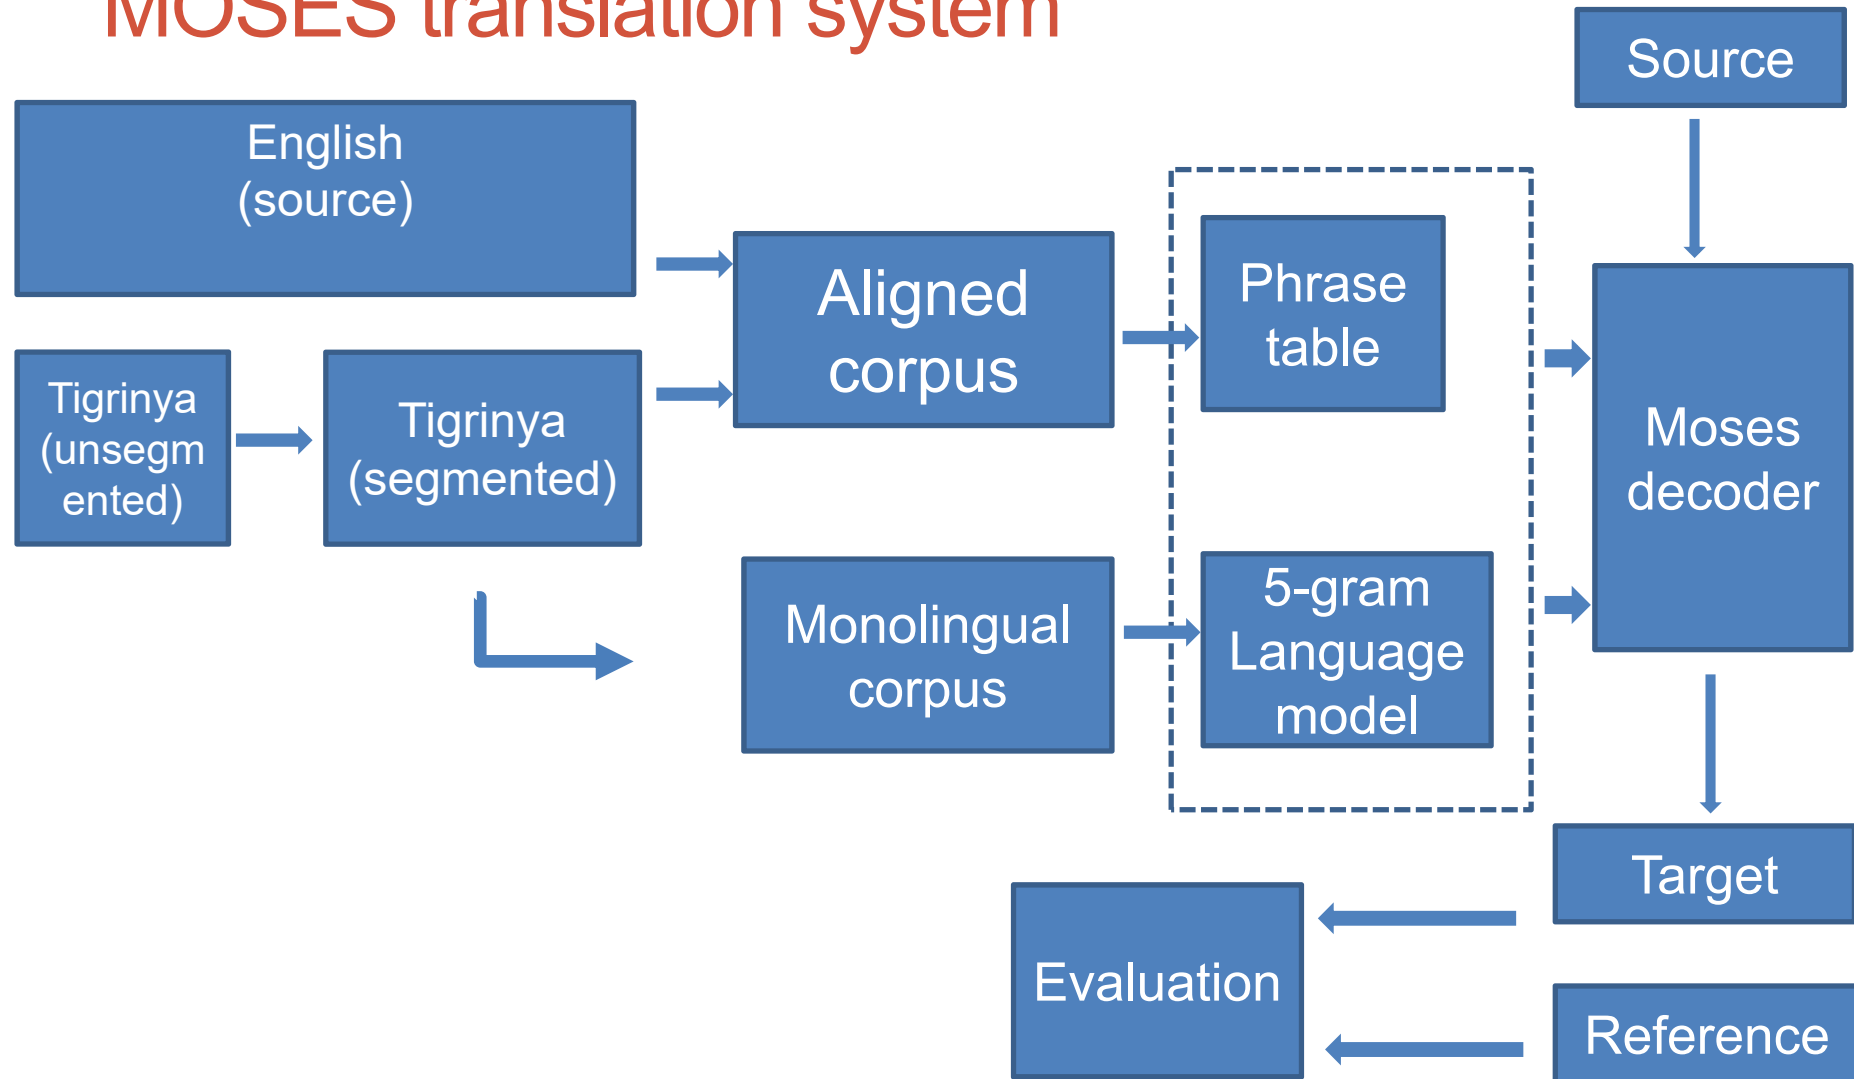 MOSES translation system
Source
English
(source)
Aligned
corpus
Phrase
table
Tigrinya
(unsegm
ented)
Tigrinya
(segmented)
Moses
decoder
Monolingual
corpus
5-gram
Language
model
Target
Evaluation
Reference